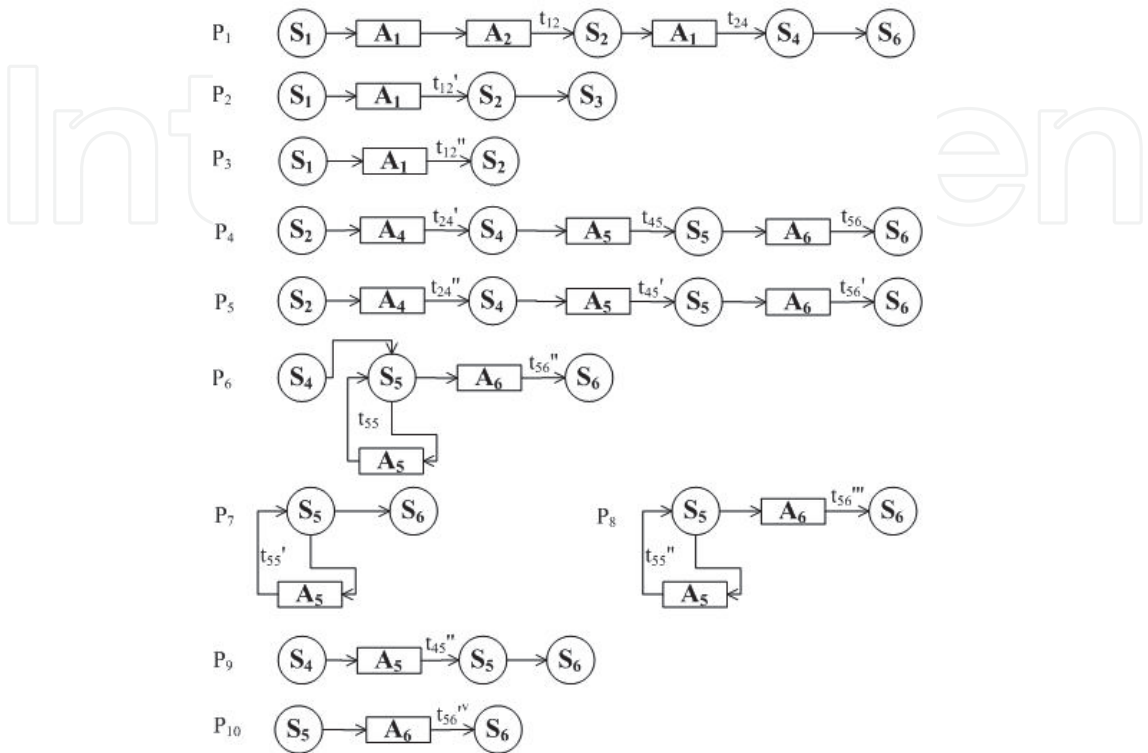 P₁ S₁ A₁ A₂ t₁₂ S₂ A₁ t₂₄ S₄ S₆
P₂ S₁ A₁ t₁₂' S₂ S₃
P₃ S₁ A₁ t₁₂'' S₂
P₄ S₂ A₄ t₂₄' S₄ A₅ t₄₅ S₅ A₆ t₅₆ S₆
P₅ S₂ A₄ t₂₄'' S₄ A₅ t₄₅' S₅ A₆ t₅₆' S₆
P₆ S₄ S₅ A₆ t₅₆'' S₆
t₅₅
A₅
P₇ S₅ S₆ P₈ S₅ A₆ t₅₆''' S₆
t₅₅' t₅₅''
A₅ A₅
P₉ S₄ A₅ t₄₅'' S₅ S₆
P₁₀ S₅ A₆ t₅₆'ᵛ S₆